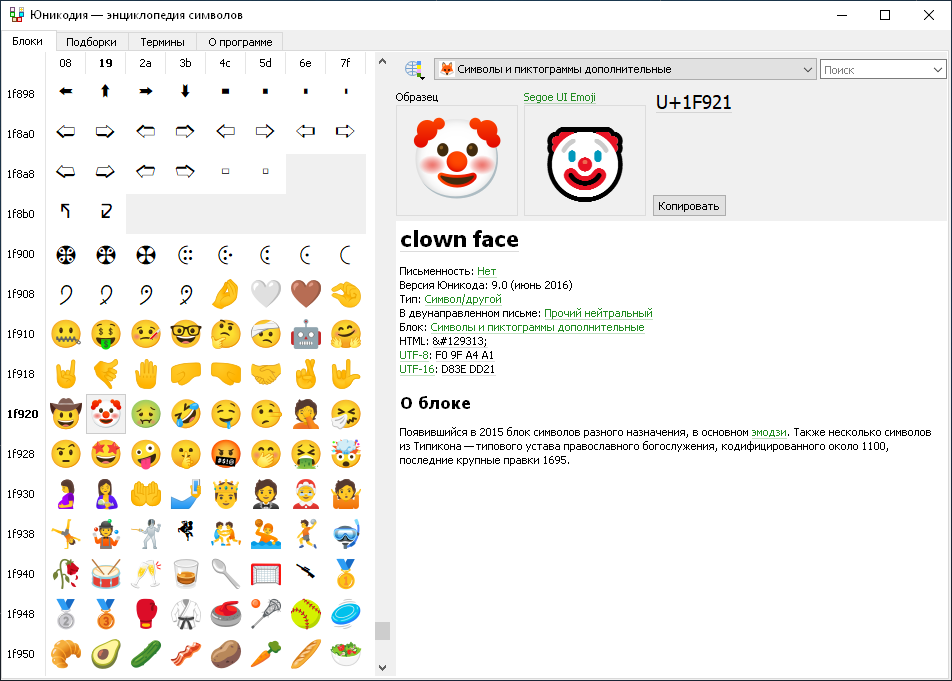 Юникодия — энциклопедия символов
Блоки Подборки Термины О программе
08 19 2a 3b 4c 5d 6e 7f
Символы и пиктограммы дополнительные
Поиск
Образец
Segoe UI Emoji
U+1F921
Копировать
clown face
Письменность: Нет
Версия Юникода: 9.0 (июнь 2016)
Тип: Символ/другой
В двунаправленном письме: Прочий нейтральный
Блок: Символы и пиктограммы дополнительные
HTML: &#129313;
UTF-8: F0 9F A4 A1
UTF-16: D83E DD21
О блоке
Появившийся в 2015 блок символов разного назначения, в основном эмодзи. Также несколько символов
из Типикона — типового устава православного богослужения, кодифицированного около 1100,
последние крупные правки 1695.
1f898
1f8a0
1f8a8
1f8b0
1f900
1f908
1f910
1f918
1f920
1f928
1f930
1f938
1f940
1f948
1f950